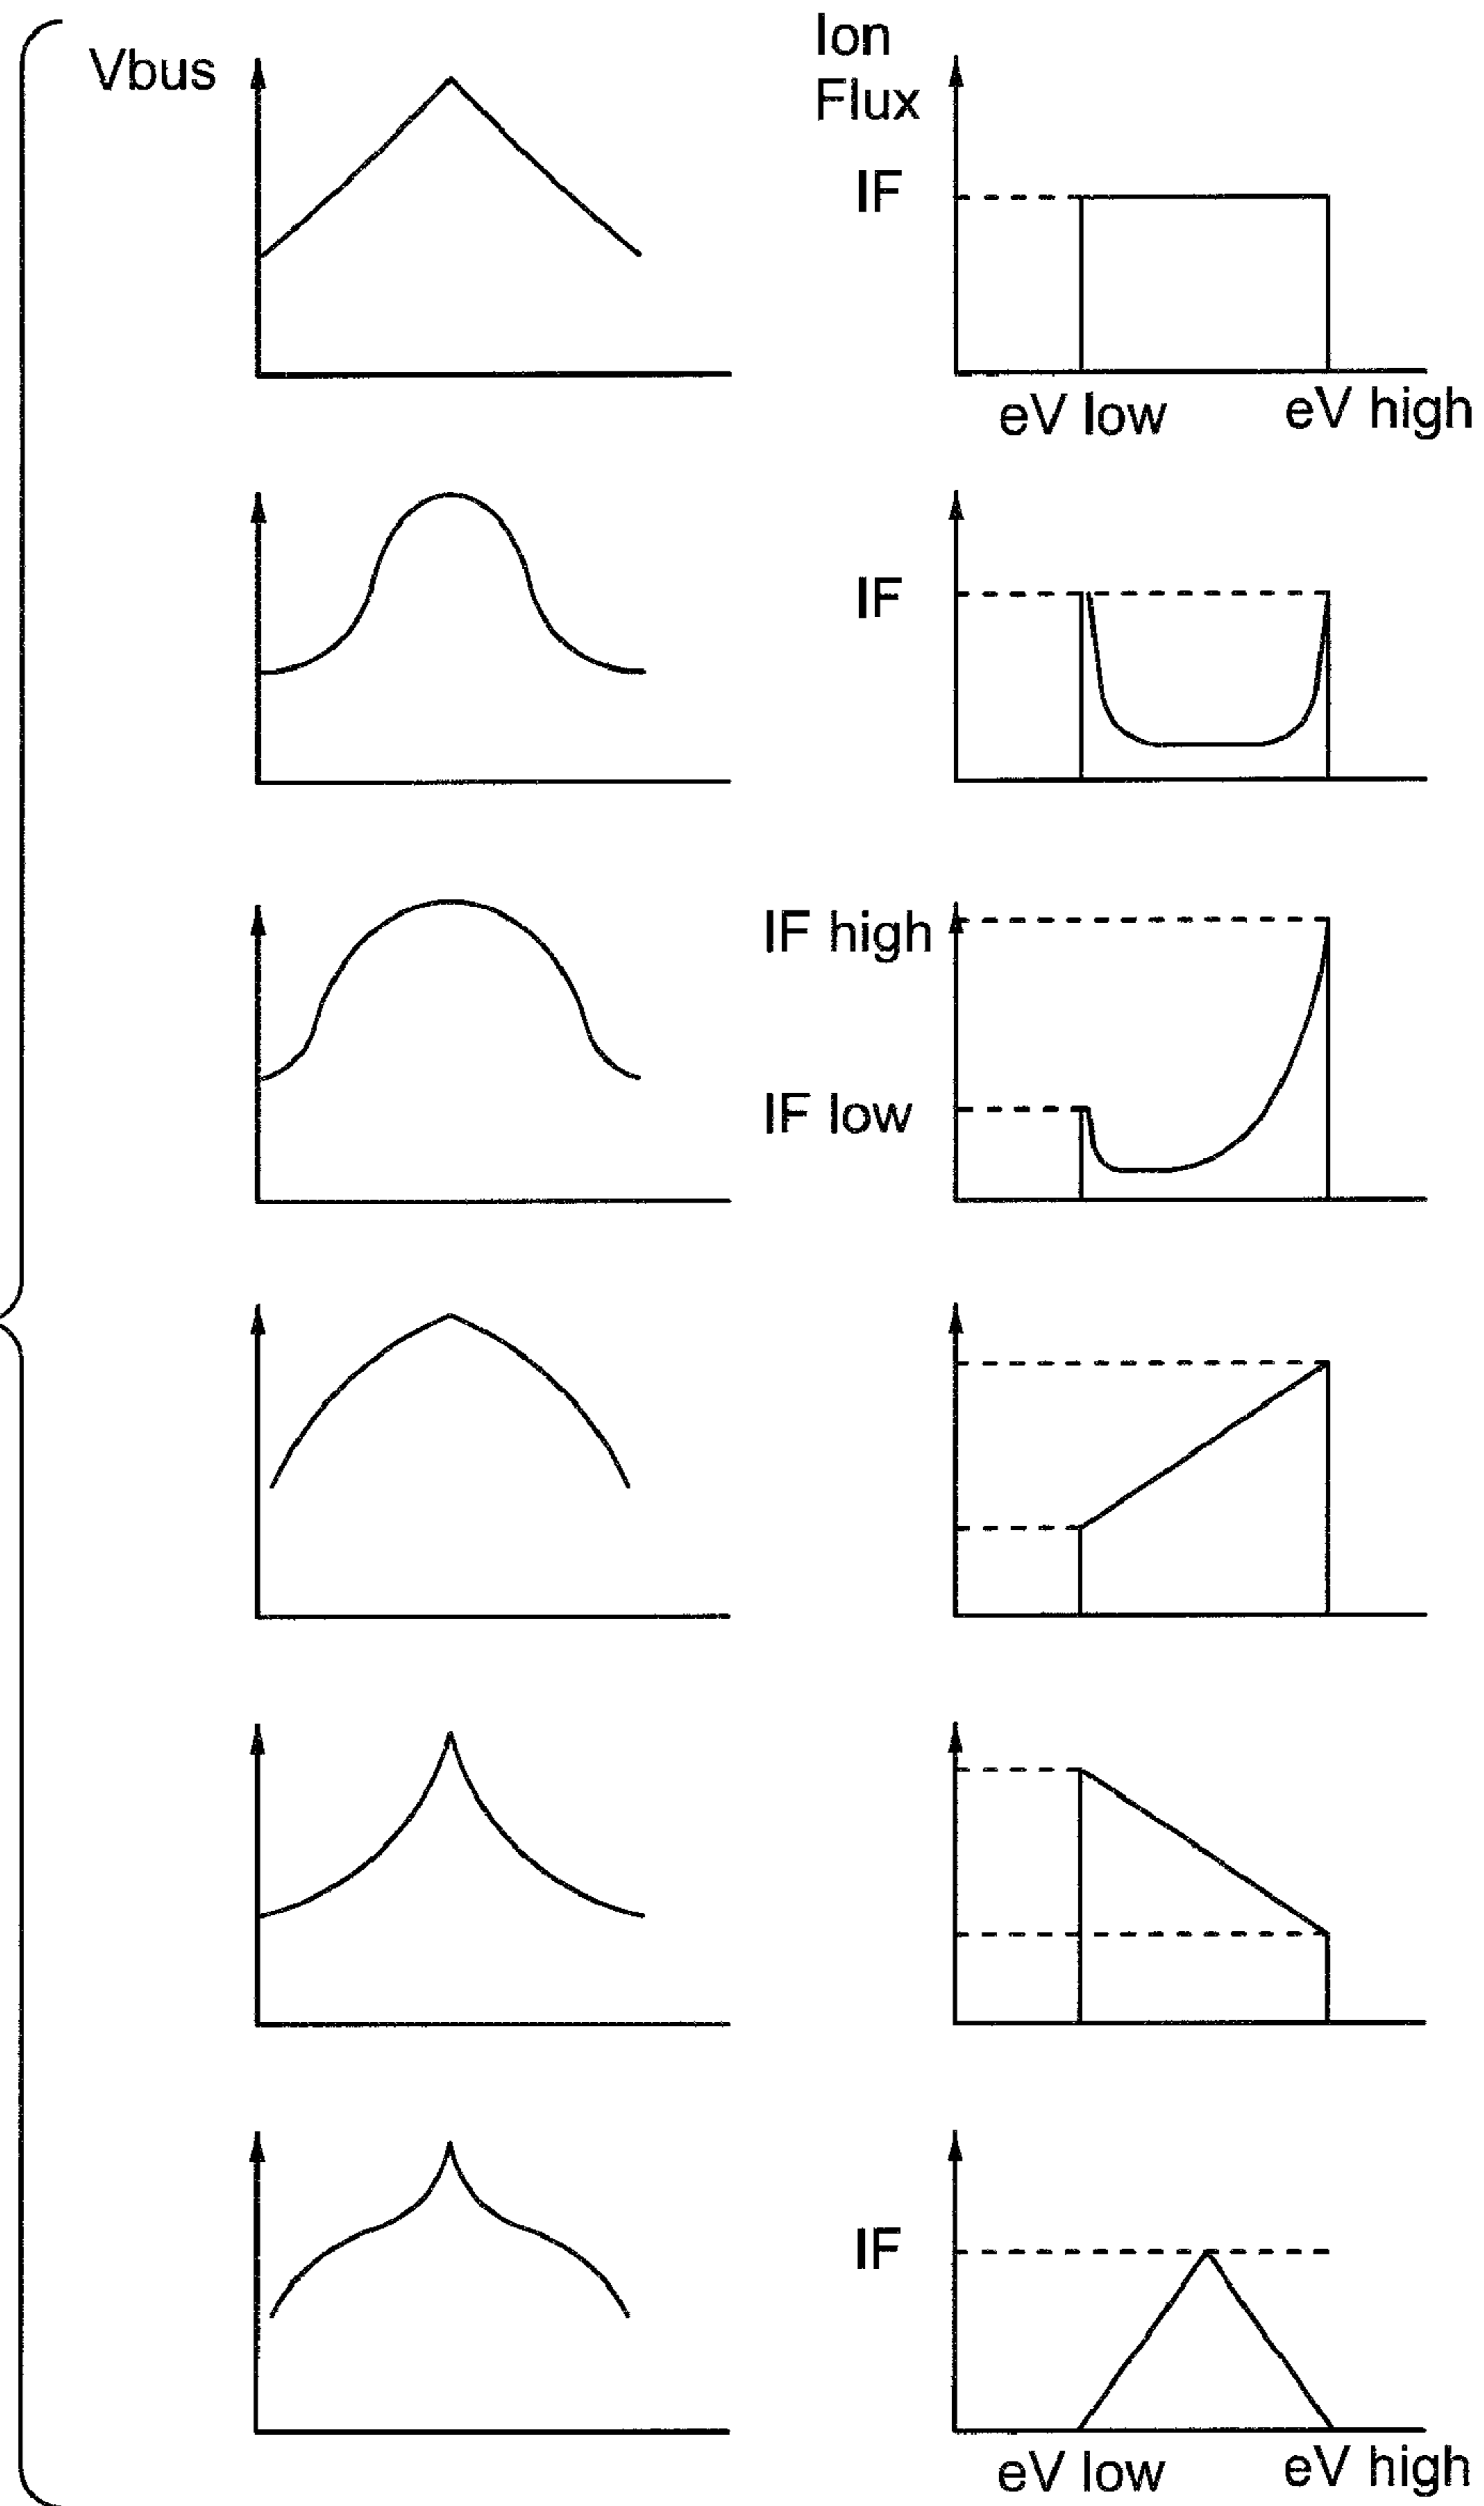 Vbus
Ion
Flux
IF
eV low
eV high
IF
IF high
IF low
IF
eV low
eV high